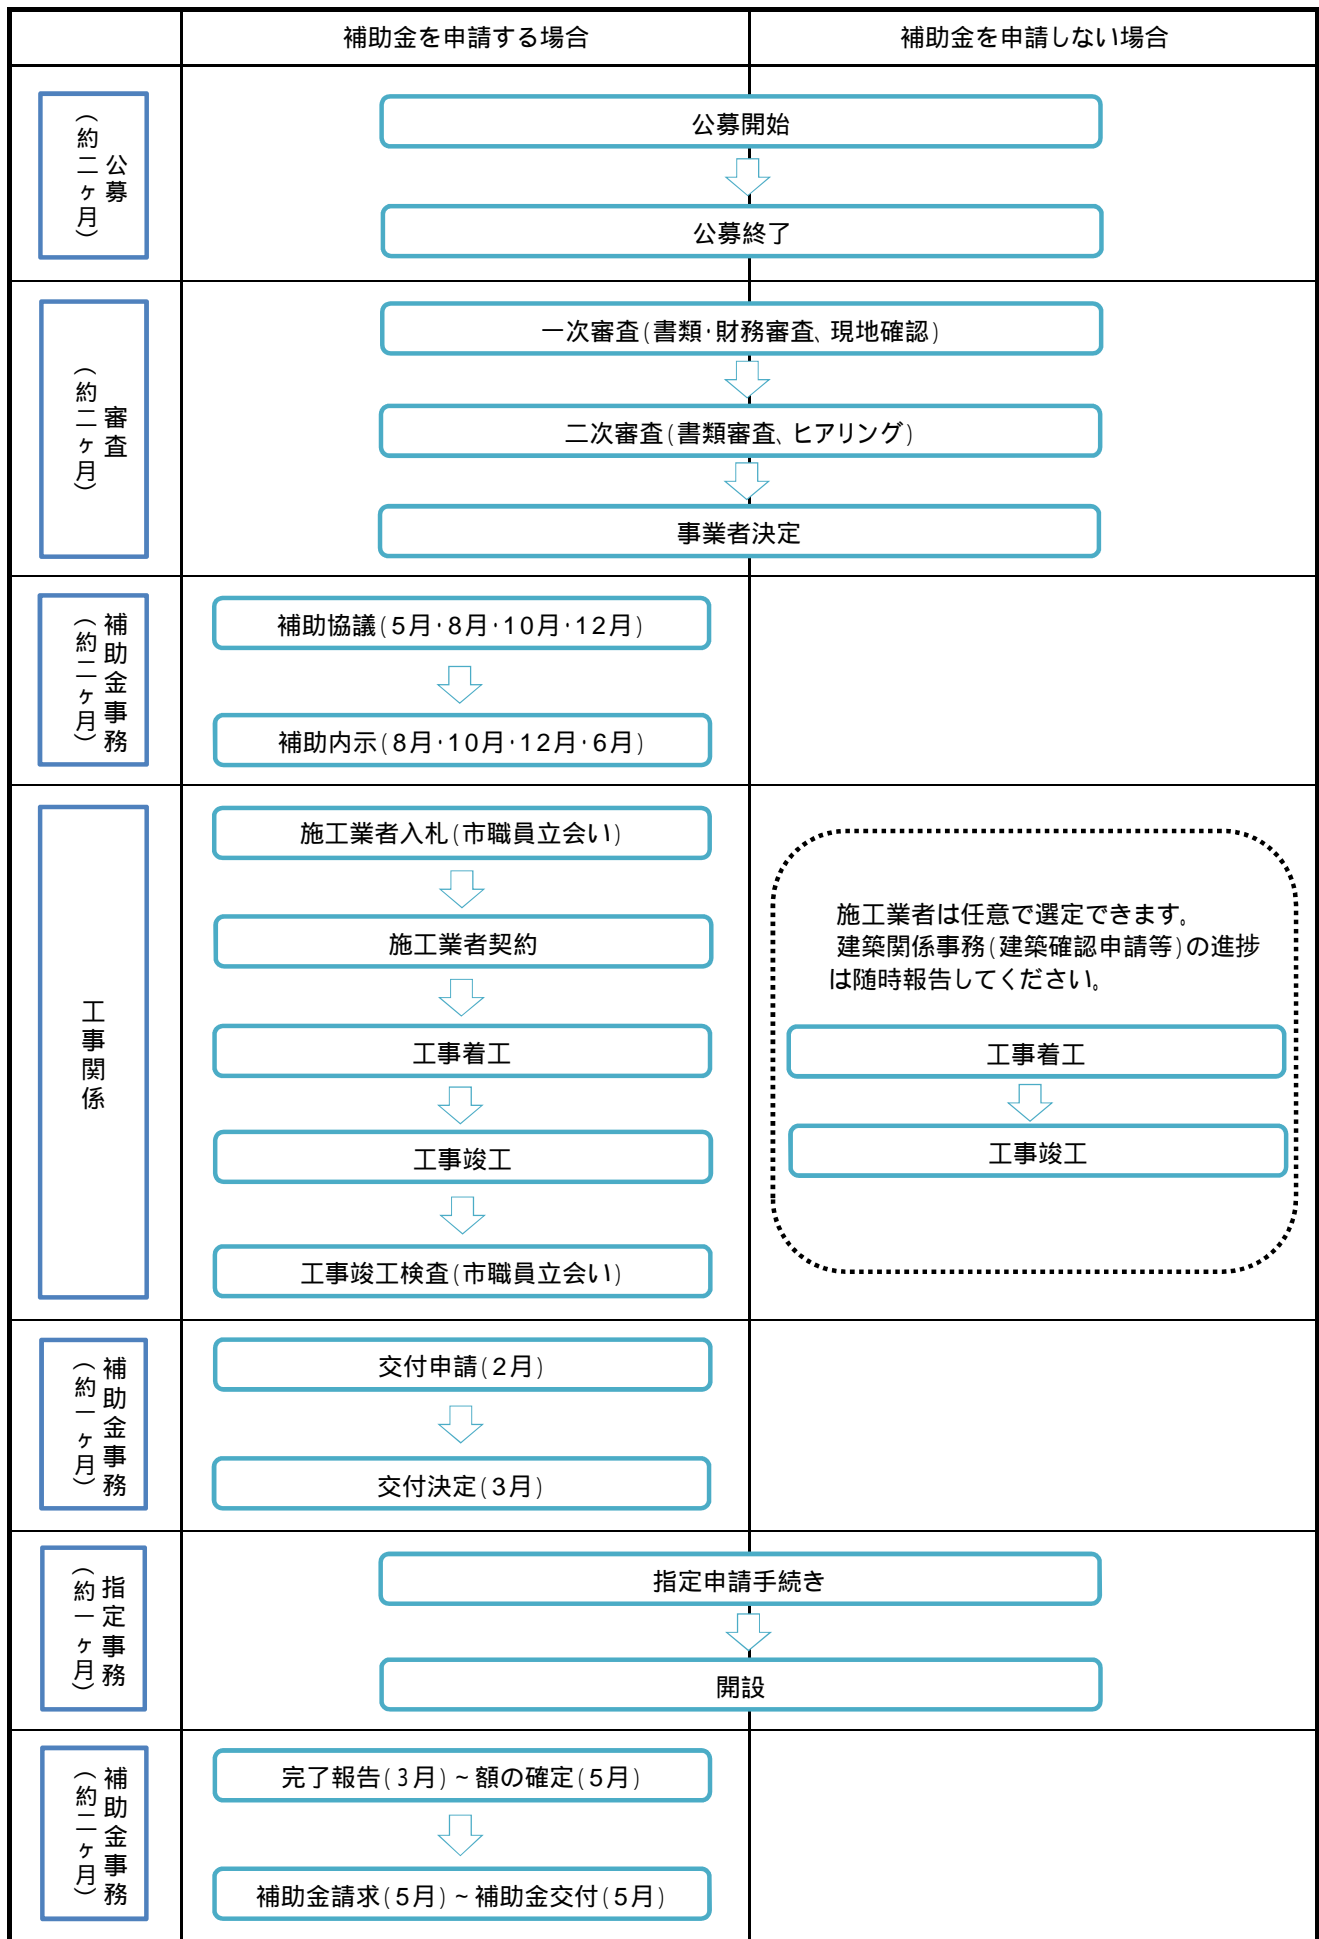 補助金を申請する場合
補助金を申請しない場合
公募
(約二ヶ月)
公募開始
公募終了
審査
(約二ヶ月)
一次審査(書類・財務審査、現地確認)
二次審査(書類審査、ヒアリング)
事業者決定
補助金事務
(約二ヶ月)
補助協議(5月・8月・10月・12月)
補助内示(8月・10月・12月・6月)
工事関係
施工業者入札(市職員立会い)
施工業者契約
工事着工
工事竣工
工事竣工検査(市職員立会い)
施工業者は任意で選定できます。
建築関係事務(建築確認申請等)の進捗
は随時報告してください。
工事着工
工事竣工
補助金事務
(約一ヶ月)
交付申請(2月)
交付決定(3月)
指定事務
(約一ヶ月)
指定申請手続き
開設
補助金事務
(約二ヶ月)
完了報告(3月)~額の確定(5月)
補助金請求(5月)~補助金交付(5月)